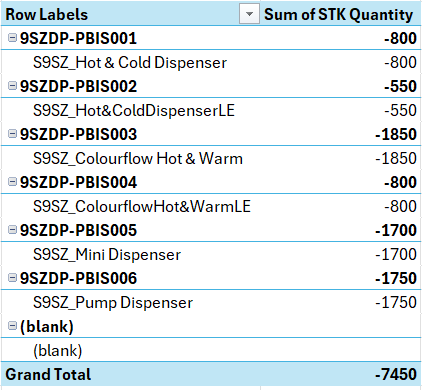 Row Labels Sum of STK Quantity
9SZDP-PBIS001 -800
S9SZ_Hot & Cold Dispenser -800
9SZDP-PBIS002 -550
S9SZ_Hot&ColdDispenserLE -550
9SZDP-PBIS003 -1850
S9SZ_Colourflow Hot & Warm -1850
9SZDP-PBIS004 -800
S9SZ_ColourflowHot&WarmLE -800
9SZDP-PBIS005 -1700
S9SZ_Mini Dispenser -1700
9SZDP-PBIS006 -1750
S9SZ_Pump Dispenser -1750
(blank)
(blank)
Grand Total -7450